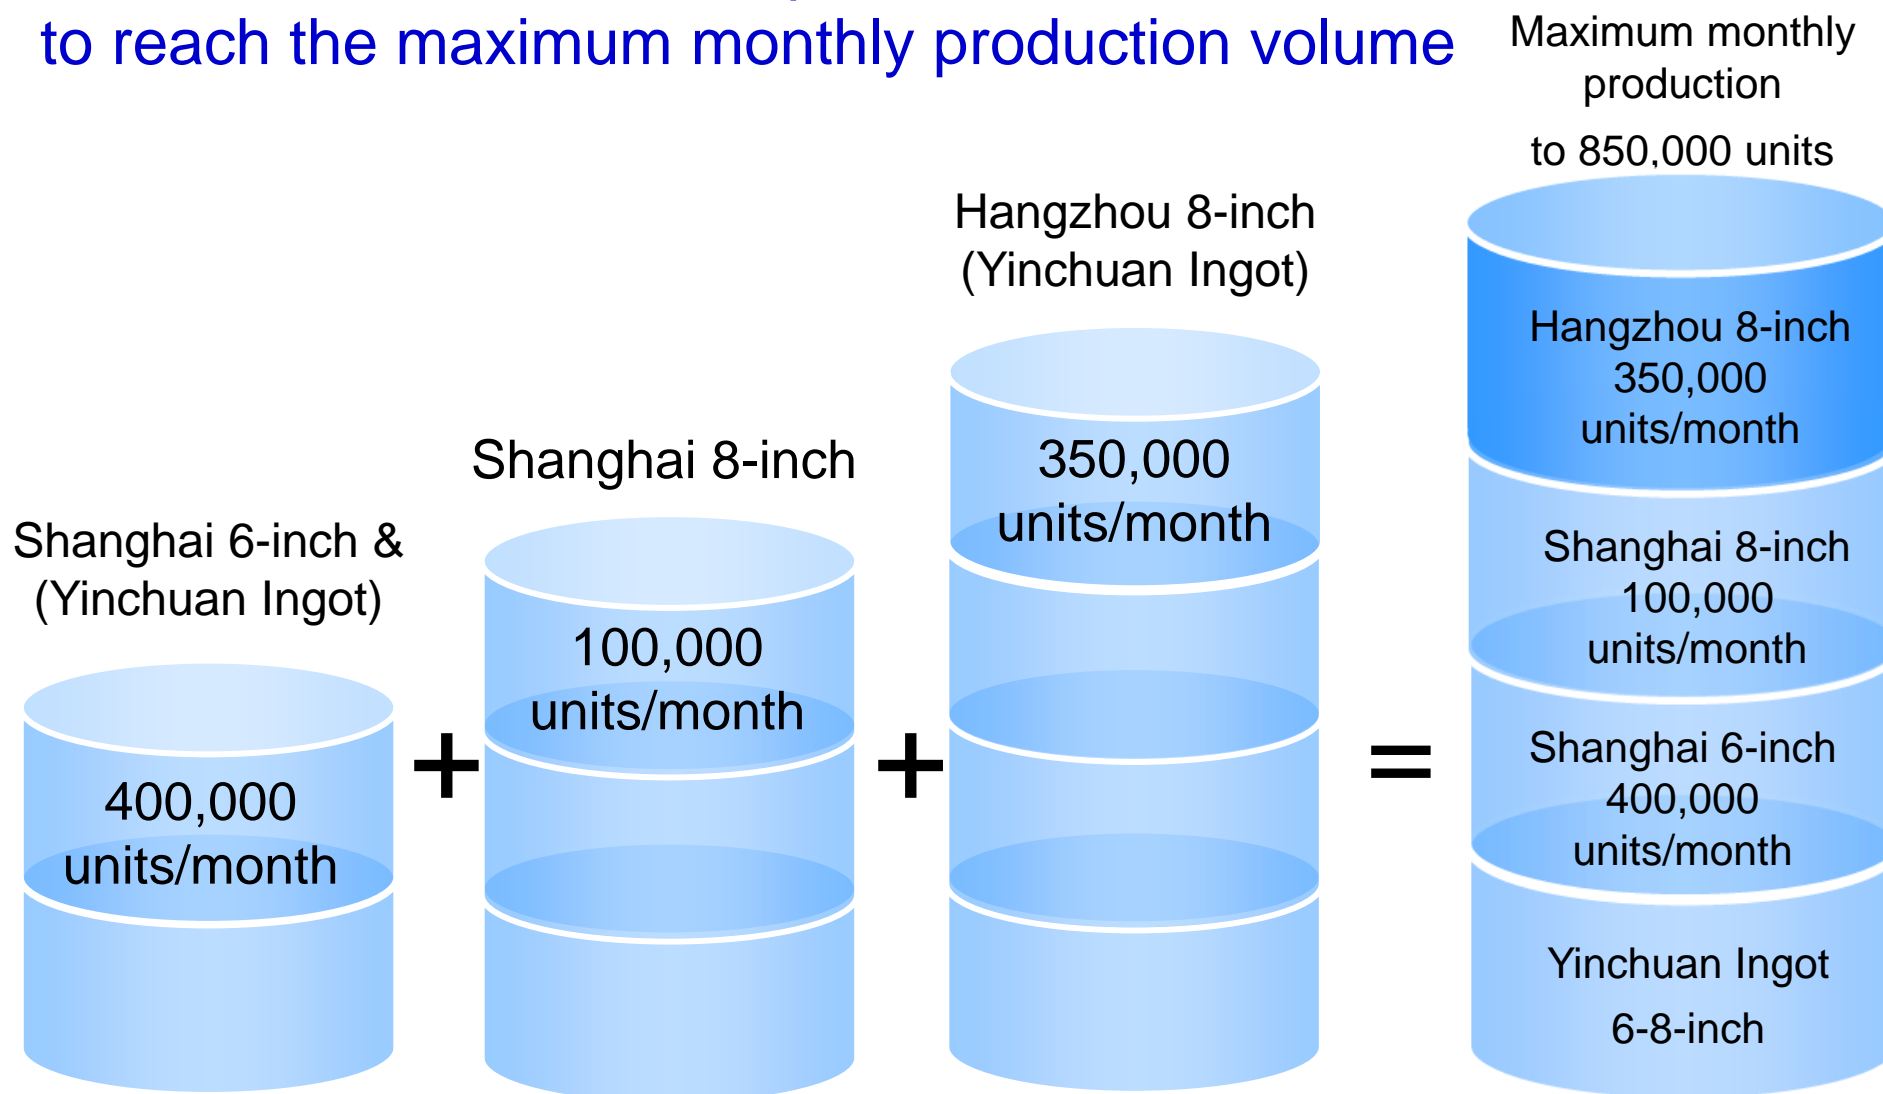 to reach the maximum monthly production volume
Maximum monthly
production
to 850,000 units
Shanghai 6-inch &
(Yinchuan Ingot)
400,000
units/month
+
Shanghai 8-inch
100,000
units/month
+
Hangzhou 8-inch
(Yinchuan Ingot)
350,000
units/month
=
Hangzhou 8-inch
350,000
units/month
Shanghai 8-inch
100,000
units/month
Shanghai 6-inch
400,000
units/month
Yinchuan Ingot
6-8-inch